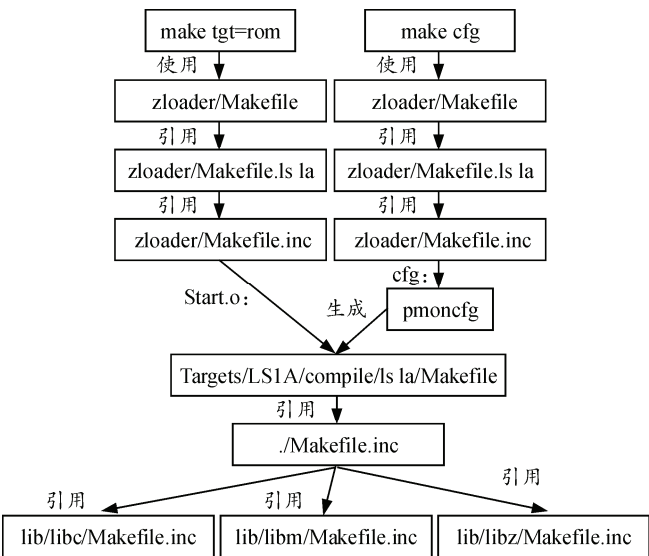 make tgt=rom
make cfg
使用
使用
zloader/Makefile
zloader/Makefile
引用
引用
zloader/Makefile.ls la
zloader/Makefile.ls la
引用
引用
zloader/Makefile.inc
zloader/Makefile.inc
cfg：
Start.o：
生成
pmoncfg
Targets/LS1A/compile/ls la/Makefile
引用
./Makefile.inc
引用
引用
引用
lib/libc/Makefile.inc
lib/libm/Makefile.inc
lib/libz/Makefile.inc